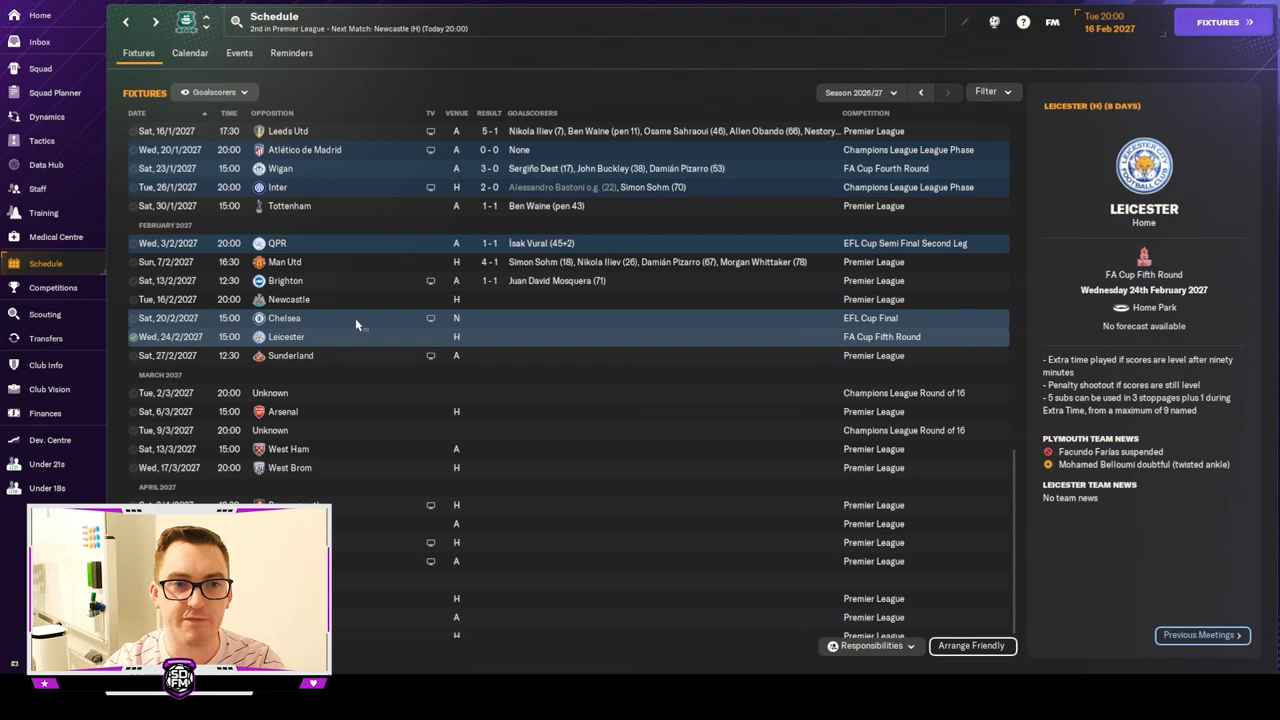 Home
Inbox
Squad
Squad Planner
Dynamics
Tactics
Data Hub
Staff
Training
Medical Centre
Schedule
Competitions
Scouting
Transfers
Club Info
Club Vision
Finances
Dev. Centre
Under 21s
Under 18s
Schedule
2nd in Premier League - Next Match: Newcastle (H) (Today 20:00)
FM
Tue 20:00
16 Feb 2027
FIXTURES
Fixtures Calendar Events Reminders
FIXTURES Goalscorers Season 2026/27 Filter
DATE TIME OPPOSITION TV VENUE RESULT GOALSCORERS COMPETITION
Sat, 16/1/2027 17:30 Leeds Utd A 5 - 1 Nikola Iliev (7), Ben Waine (pen 11), Osame Sahraoui (46), Allen Obando (66), Nestory... Premier League
Wed, 20/1/2027 20:00 Atlético de Madrid A 0 - 0 None Champions League League Phase
Sat, 23/1/2027 15:00 Wigan A 3 - 0 Sergiño Dest (17), John Buckley (38), Damián Pizarro (53) FA Cup Fourth Round
Tue, 26/1/2027 20:00 Inter H 2 - 0 Alessandro Bastoni o.g. (22), Simon Sohm (70) Champions League League Phase
Sat, 30/1/2027 15:00 Tottenham A 1 - 1 Ben Waine (pen 43) Premier League
FEBRUARY 2027
Wed, 3/2/2027 20:00 QPR A 1 - 1 Ísak Vural (45+2) EFL Cup Semi Final Second Leg
Sun, 7/2/2027 16:30 Man Utd H 4 - 1 Simon Sohm (18), Nikola Iliev (26), Damián Pizarro (67), Morgan Whittaker (78) Premier League
Sat, 13/2/2027 12:30 Brighton A 1 - 1 Juan David Mosquera (71) Premier League
Tue, 16/2/2027 20:00 Newcastle H Premier League
Sat, 20/2/2027 15:00 Chelsea N EFL Cup Final
Wed, 24/2/2027 15:00 Leicester H FA Cup Fifth Round
Sat, 27/2/2027 12:30 Sunderland A Premier League
MARCH 2027
Tue, 2/3/2027 20:00 Unknown Champions League Round of 16
Sat, 6/3/2027 15:00 Arsenal H Premier League
Tue, 9/3/2027 20:00 Unknown Champions League Round of 16
Sat, 13/3/2027 15:00 West Ham A Premier League
Wed, 17/3/2027 20:00 West Brom H Premier League
APRIL 2027
H Premier League
A Premier League
H Premier League
A Premier League
H Premier League
A Premier League
H Premier League
Responsibilities Arrange Friendly
LEICESTER (H) (8 DAYS)
LEICESTER CITY
FOOTBALL CLUB
LEICESTER
Home
FA Cup Fifth Round
Wednesday 24th February 2027
Home Park
No forecast available
- Extra time played if scores are level after ninety
minutes
- Penalty shootout if scores are still level
- 5 subs can be used in 3 stoppages plus 1 during
Extra Time, from a maximum of 9 named
PLYMOUTH TEAM NEWS
Facundo Farías suspended
Mohamed Belloumi doubtful (twisted ankle)
LEICESTER TEAM NEWS
No team news
Previous Meetings
SDFM